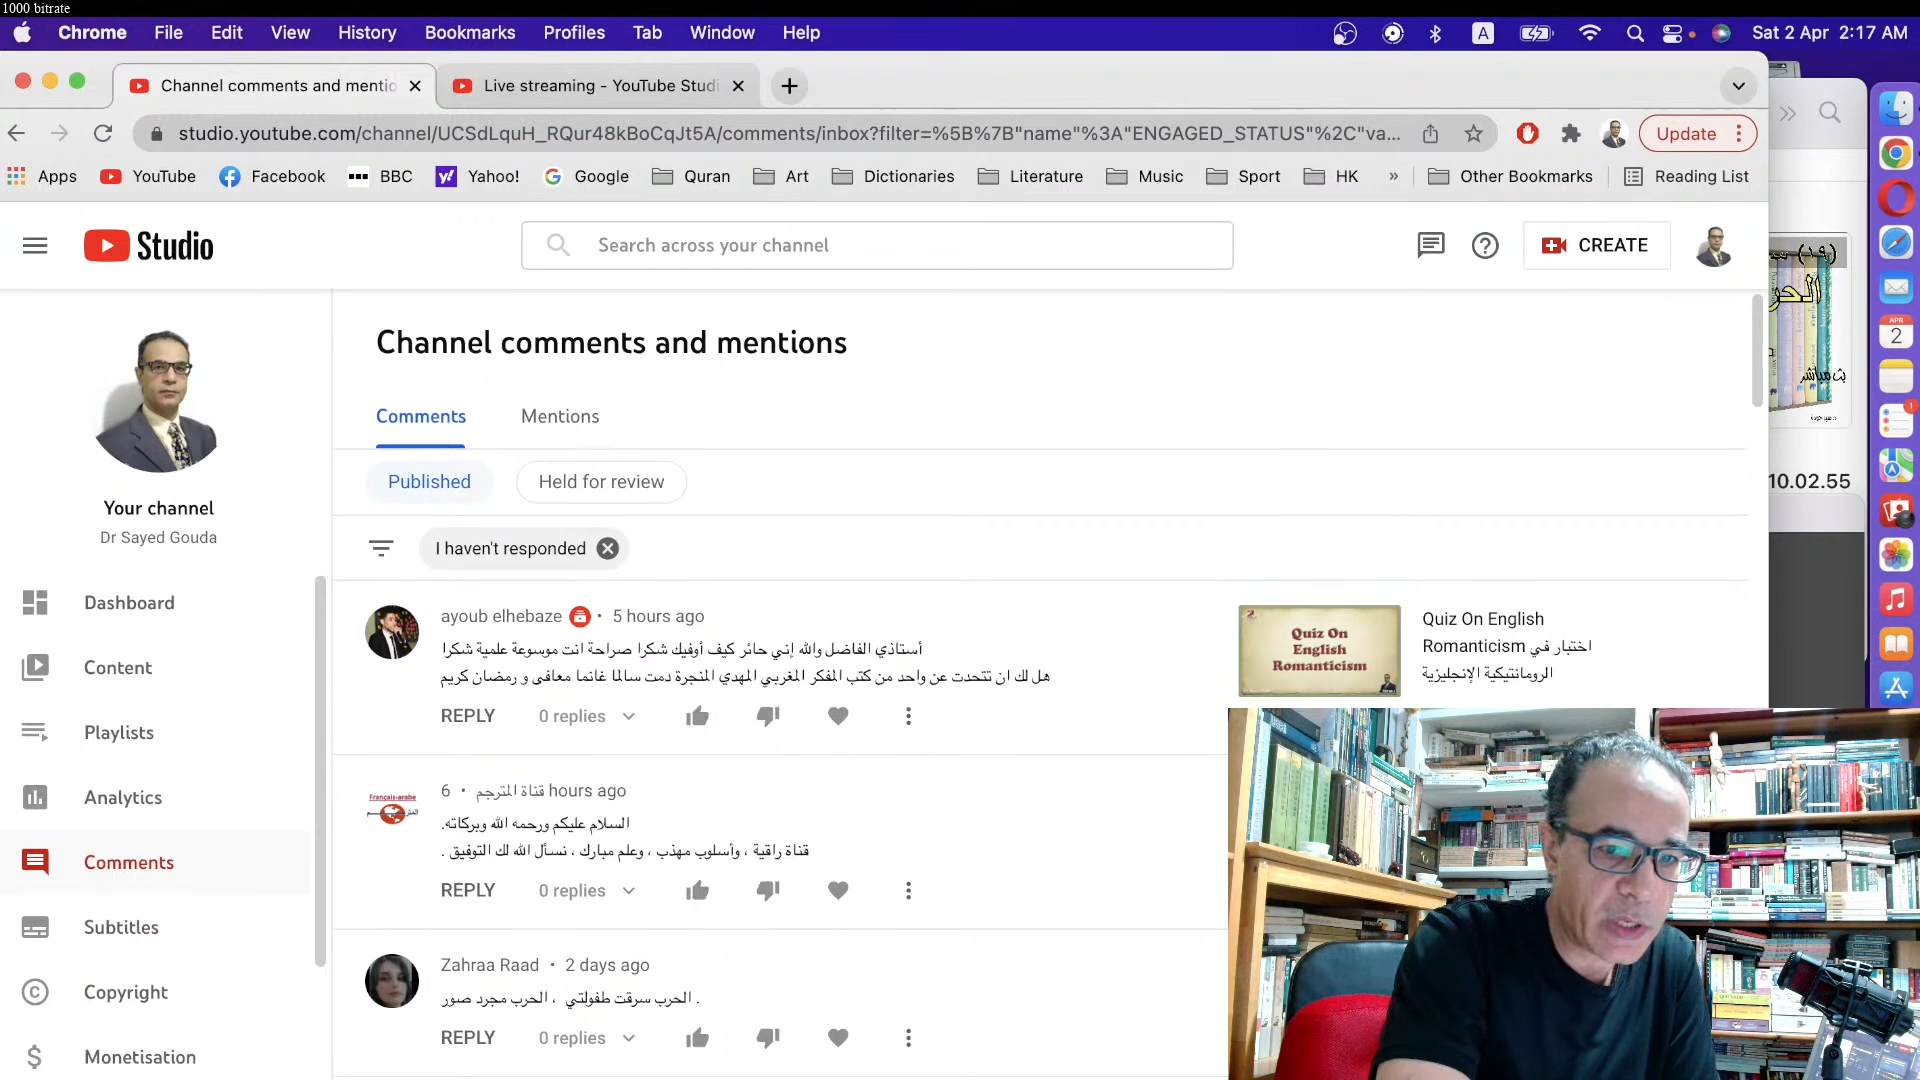 1000 bitrate
Chrome File Edit View History Bookmarks Profiles Tab Window Help A Sat 2 Apr 2:17 AM
Channel comments and mentio
Live streaming - YouTube Studi
studio.youtube.com/channel/UCSdLquH_RQur48kBoCqJt5A/comments/inbox?filter=%5B%7B"name"%3A"ENGAGED_STATUS"%2C"va...
Update
Apps YouTube Facebook BBC Yahoo! Google Quran Art Dictionaries Literature Music Sport HK » Other Bookmarks Reading List
Studio
Search across your channel
CREATE
Your channel
Dr Sayed Gouda
Dashboard
Content
Playlists
Analytics
Comments
Subtitles
Copyright
Monetisation
Channel comments and mentions
Comments Mentions
Published Held for review
I haven't responded
ayoub elhebaze • 5 hours ago
أستاذي الفاضل والله إني حائر كيف أوفيك شكرا صراحة انت موسوعة علمية شكرا
هل لك ان تتحدت عن واحد من كتب المفكر المغربي المهدي المنجرة دمت سالما غانما معافى و رمضان كريم
REPLY 0 replies
Quiz On
English
Romanticism
Quiz On English
Romanticism اختبار في
الرومانتيكية الإنجليزية
قناة المترجم • 6 hours ago
Français-arabe
السلام عليكم ورحمه الله وبركاته.
قناة راقية ، وأسلوب مهذب ، وعلم مبارك ، نسأل الله لك التوفيق .
REPLY 0 replies
Zahraa Raad • 2 days ago
الحرب سرقت طفولتي ، الحرب مجرد صور .
REPLY 0 replies
(١٩)
بث مباشر
10.02.55
APR
2
1